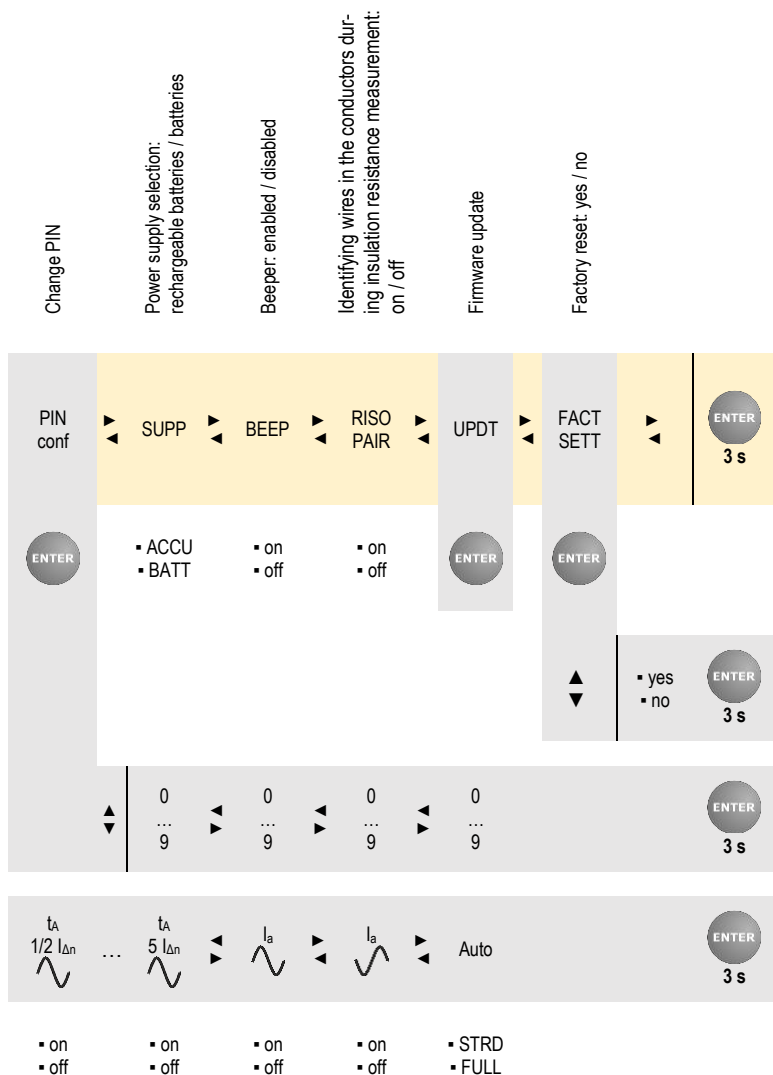 Change PIN
Power supply selection:
rechargeable batteries / batteries
Beeper: enabled / disabled
Identifying wires in the conductors dur-
ing insulation resistance measurement:
on / off
Firmware update
Factory reset: yes / no
PIN
conf
► ◄
SUPP
► ◄
BEEP
► ◄
RISO
PAIR
► ◄
UPDT
► ◄
FACT
SETT
► ◄
ENTER
3 s
ENTER
▪ ACCU
▪ BATT
▪ on
▪ off
▪ on
▪ off
ENTER
ENTER
▲
▼
▪ yes
▪ no
ENTER
3 s
▲
▼
0
…
9
◄ ►
0
…
9
◄ ►
0
…
9
◄ ►
0
…
9
ENTER
3 s
tA
1/2 IΔn
…
tA
5 IΔn
◄ ►
Ia
► ◄
Ia
► ◄
Auto
ENTER
3 s
▪ on
▪ off
▪ on
▪ off
▪ on
▪ off
▪ on
▪ off
▪ STRD
▪ FULL